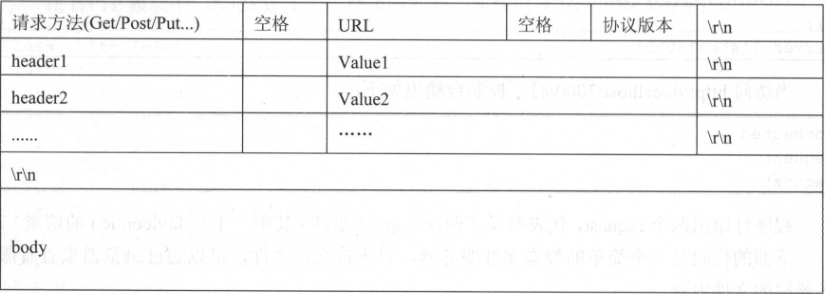 请求方法(Get/Post/Put...) 空格 URL 空格 协议版本 \r\n
header1 Value1 \r\n
header2 Value2 \r\n
...... ...... \r\n
\r\n
body